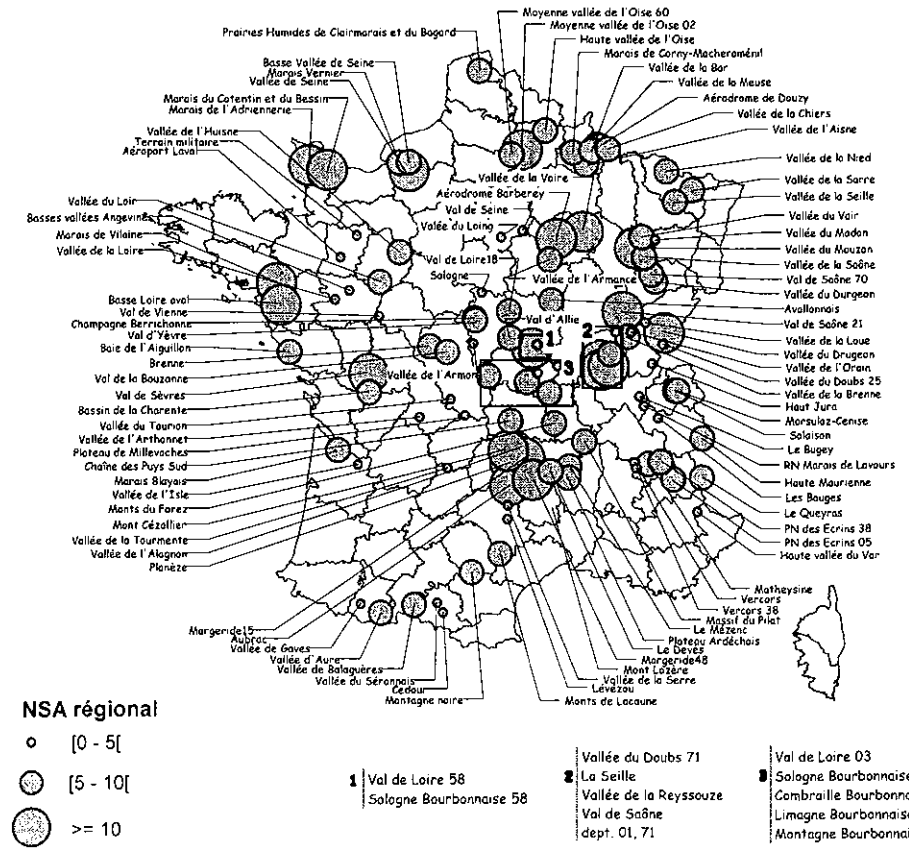 Moyenne vallée de l'Oise 60
Moyenne vallée de l'Oise 02
Prairies Humides de Clairmarais et du Bagard
Haute vallée de l'Oise
Marais de Corny-Macheroménil
Basse Vallée de Seine
Vallée de la Bar
Marais Vernier
Vallée de Seine
Vallée de la Meuse
Marais du Cotentin et du Bessin
Aérodrome de Douzy
Marais de l'Adriennerie
Vallée de la Chiers
Vallée de l'Huisne
Vallée de l'Aisne
Terrain militaire
Aéroport Laval
Vallée de la Nied
Vallée de la Voire
Vallée de la Sarre
Aérodrome Barberey
Vallée de la Seille
Vallée du Loir
Val de Seine
Vallée du Vair
Basses vallées Angevines
Vallée du Loing
Vallée du Madon
Marais de Vilaine
Vallée du Mouzon
Vallée de la Loire
Val de Loire18
Vallée de la Saône
Sologne
Vallée de l'Armance
Val de Saône 70
Vallée du Durgeon
Basse Loire aval
Avallonnais
Val de Vienne
Val d'Allier
Val de Saône 21
Champagne Berrichonne
Val d'Yèvre
Vallée de la Loue
Baie de l'Aiguillon
1
2
Vallée du Drugeon
Brenne
3
Vallée de l'Orain
Val de la Bouzanne
Vallée de l'Armon
Vallée du Doubs 25
Val de Sèvres
Vallée de la Brenne
Bassin de la Charente
Haut Jura
Vallée du Taurion
Marsulaz-Cenise
Vallée de l'Arthonnet
Salaison
Plateau de Millevaches
Le Bugey
Chaîne des Puys Sud
RN Marais de Lavours
Marais Blayais
Haute Maurienne
Vallée de l'Isle
Les Bauges
Monts du Forez
Le Queyras
Mont Cézallier
PN des Ecrins 38
Vallée de la Tourmente
PN des Ecrins 05
Vallée de l'Alagnon
Haute vallée du Var
Planèze
Matheysine
Vercors
Vercors 38
Margeride15
Massif du Pilat
Aubrac
Le Mézenc
Vallée de Gaves
Plateau Ardéchois
Vallée d'Aure
Le Devès
Vallée de Balaguères
Margeride48
Vallée du Séronnais
Mont Lozère
Cedour
Vallée de la Serre
Montagne noire
Lévézou
Monts de Lacaune
NSA régional
[0 - 5[
[5 - 10[
>= 10
1
Val de Loire 58
Sologne Bourbonnaise 58
2
Vallée du Doubs 71
La Seille
Vallée de la Reyssouze
Val de Saône
dept. 01, 71
3
Val de Loire 03
Sologne Bourbonnaise
Combraille Bourbonna
Limagne Bourbonnais
Montagne Bourbonnai